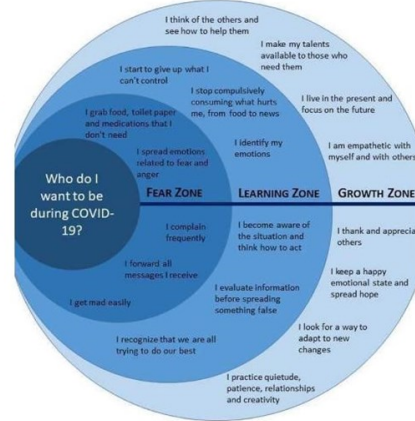 I think of the others and
see how to help them
I make my talents
available to those who
need them
I start to give up what I
can't control
I stop compulsively
consuming what hurts
me, from food to news
I live in the present and
focus on the future
I grab food, toilet paper
and medications that I
don't need
I identify my
emotions
I am empathetic with
myself and with others
I spread emotions
related to fear and
anger
Who do I
want to be
during COVID-
19?
FEAR ZONE
LEARNING ZONE
GROWTH ZONE
I complain
frequently
I become aware of
the situation and
think how to act
I thank and apprecia
others
I forward all
messages I receive
I keep a happy
emotional state and
spread hope
I get mad easily
I evaluate information
before spreading
something false
I look for a way to
adapt to new
changes
I recognize that we are all
trying to do our best
I practice quietude,
patience, relationships
and creativity